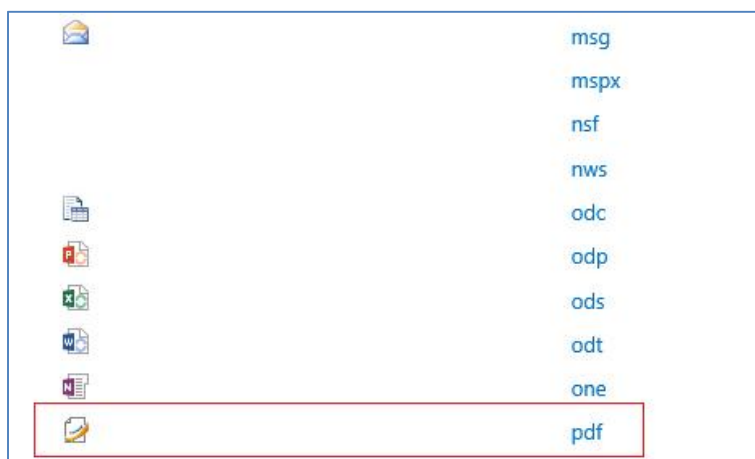 msg
mspx
nsf
nws
odc
odp
ods
odt
one
pdf